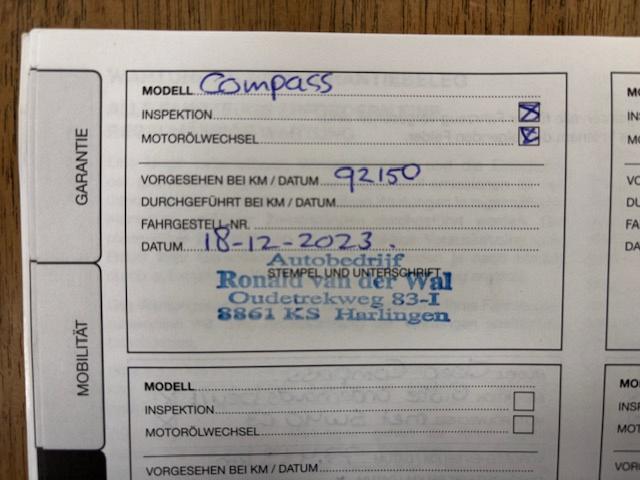 GARANTIE
MOBILITÄT
MODELL Compass
INSPEKTION
MOTORÖLWECHSEL
VORGESEHEN BEI KM / DATUM 92150
DURCHGEFÜHRT BEI KM / DATUM
FAHRGESTELL-NR.
DATUM 18-12-2023.
Autobedrijf
STEMPEL UND UNTERSCHRIFT
Ronald van der Wal
Oudetrekweg 83-I
8861 KS Harlingen
MODELL
INSPEKTION
MOTORÖLWECHSEL
VORGESEHEN BEI KM / DATUM